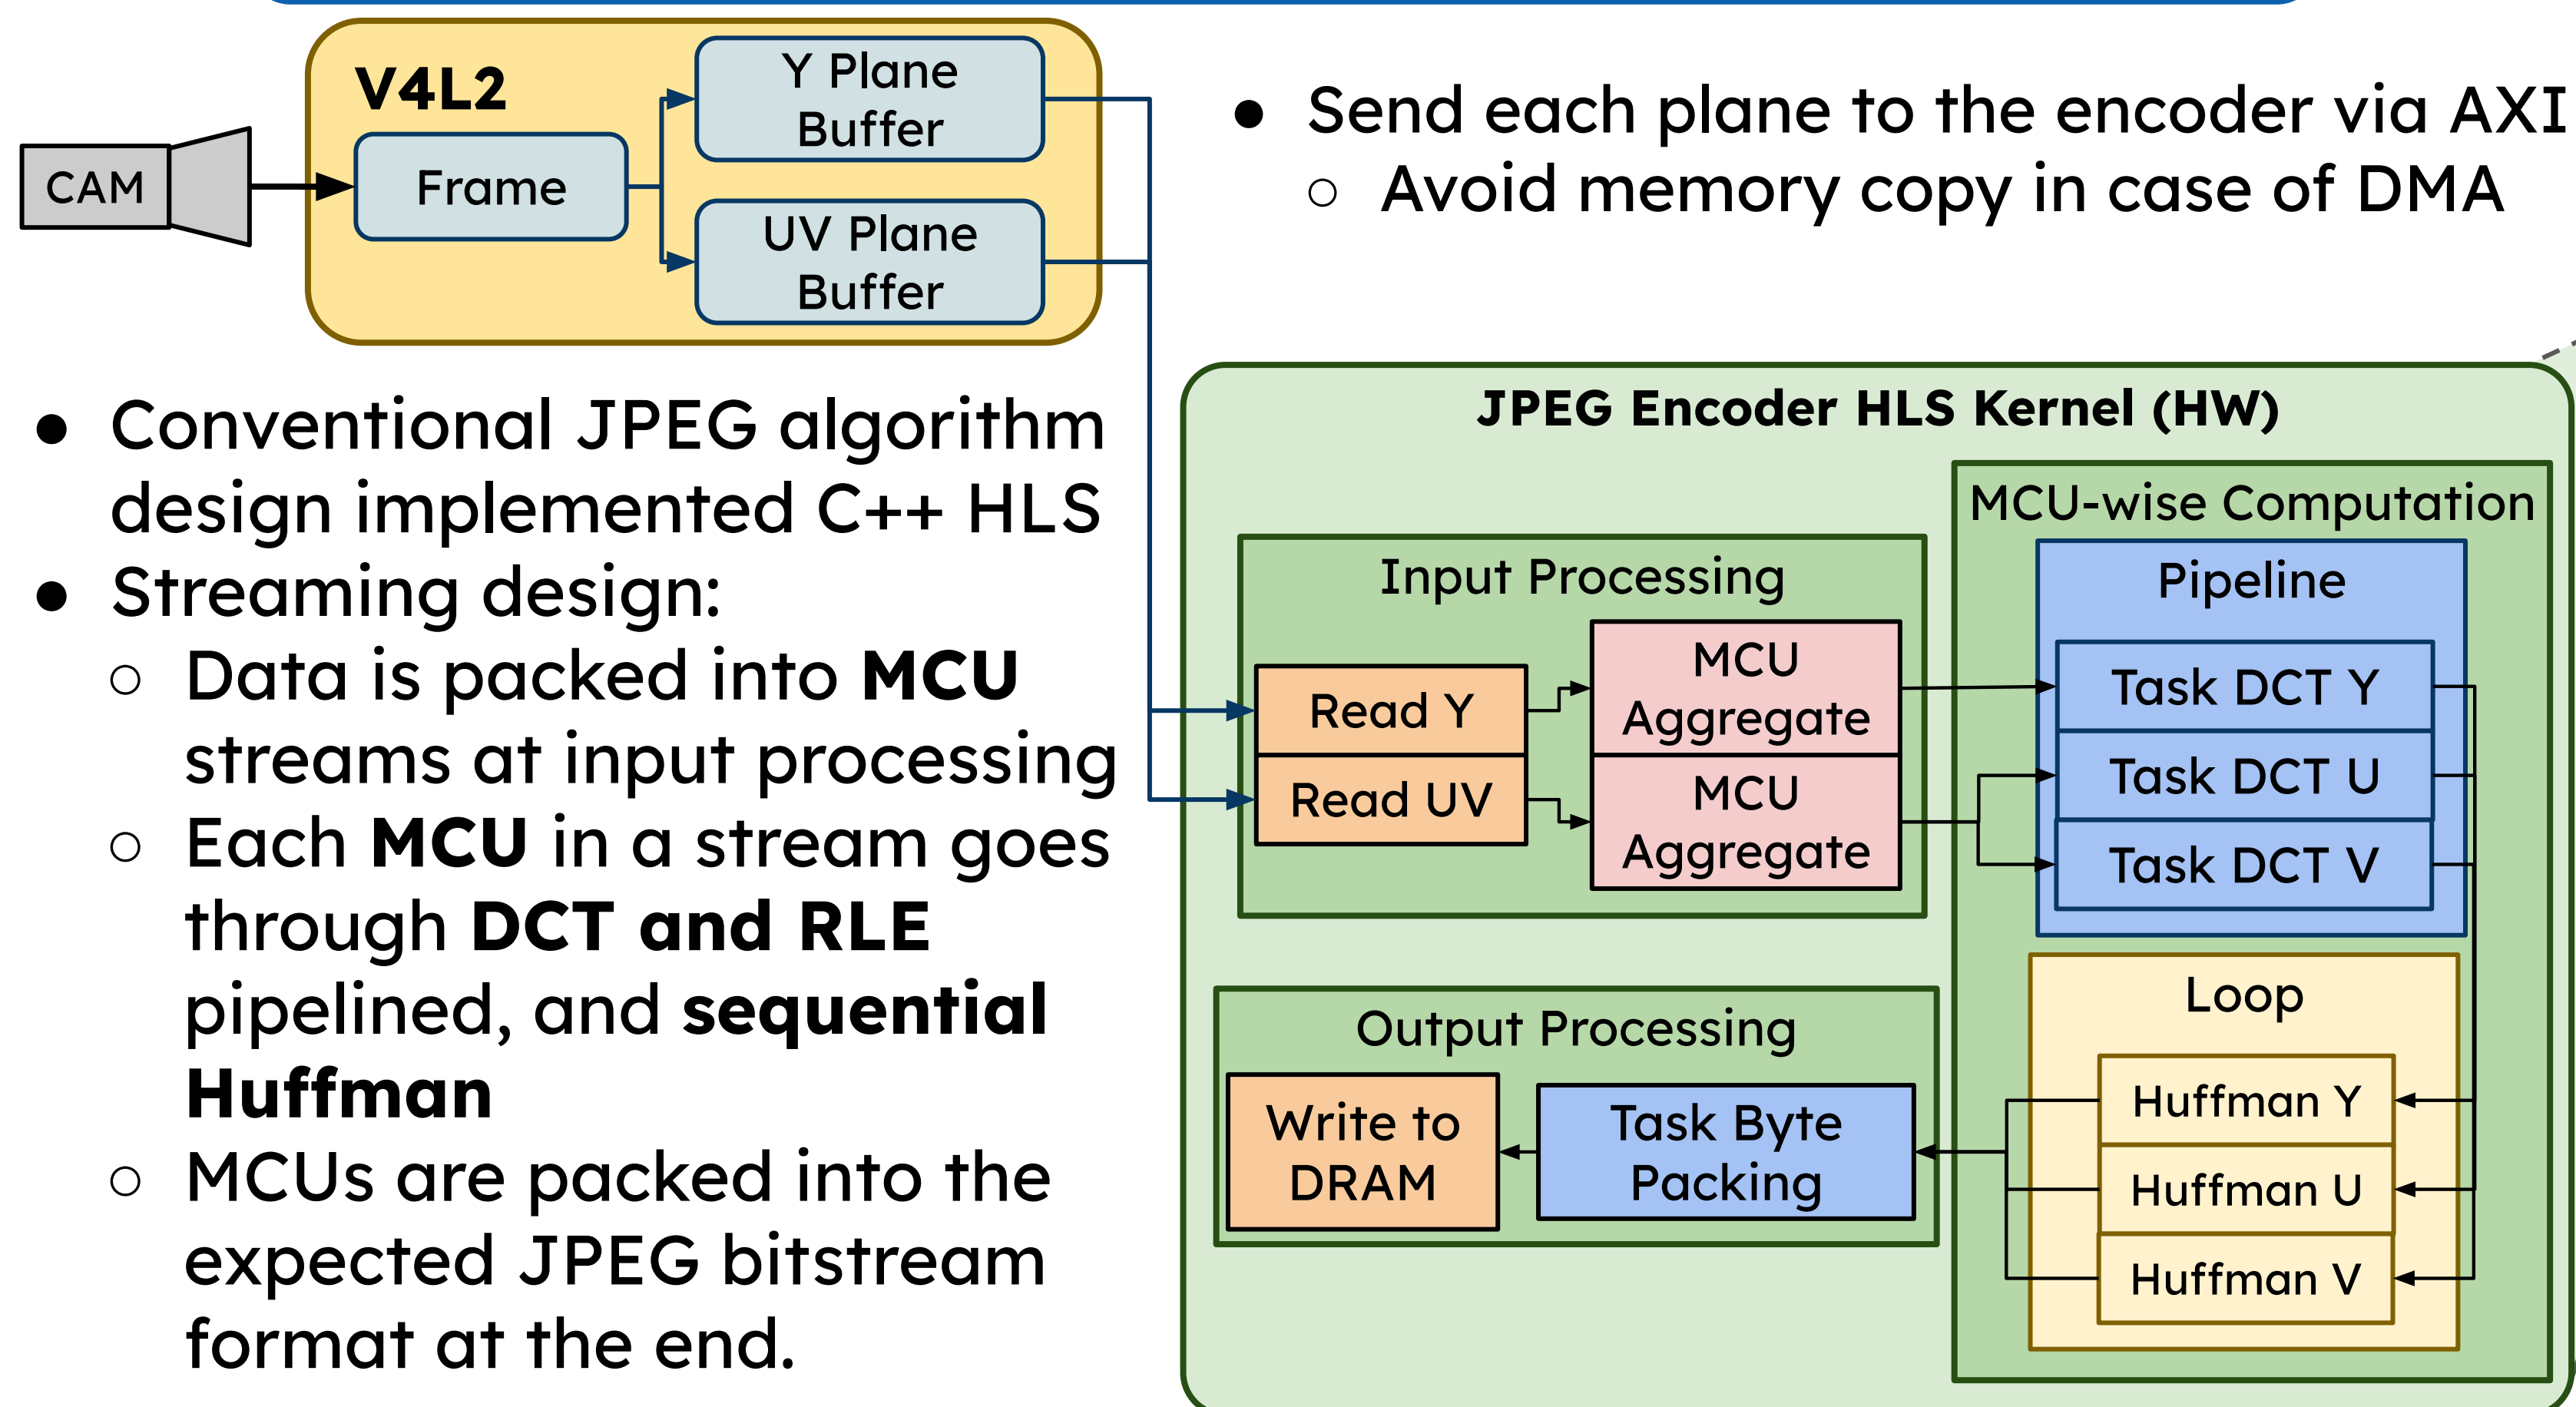 V4L2
CAM
Frame
Y Plane
Buffer
UV Plane
Buffer
● Send each plane to the encoder via AXI
○ Avoid memory copy in case of DMA
● Conventional JPEG algorithm
design implemented C++ HLS
● Streaming design:
○ Data is packed into MCU
streams at input processing
○ Each MCU in a stream goes
through DCT and RLE
pipelined, and sequential
Huffman
○ MCUs are packed into the
expected JPEG bitstream
format at the end.
JPEG Encoder HLS Kernel (HW)
Input Processing
Read Y
Read UV
MCU
Aggregate
MCU
Aggregate
MCU-wise Computation
Pipeline
Task DCT Y
Task DCT U
Task DCT V
Loop
Huffman Y
Huffman U
Huffman V
Output Processing
Write to
DRAM
Task Byte
Packing